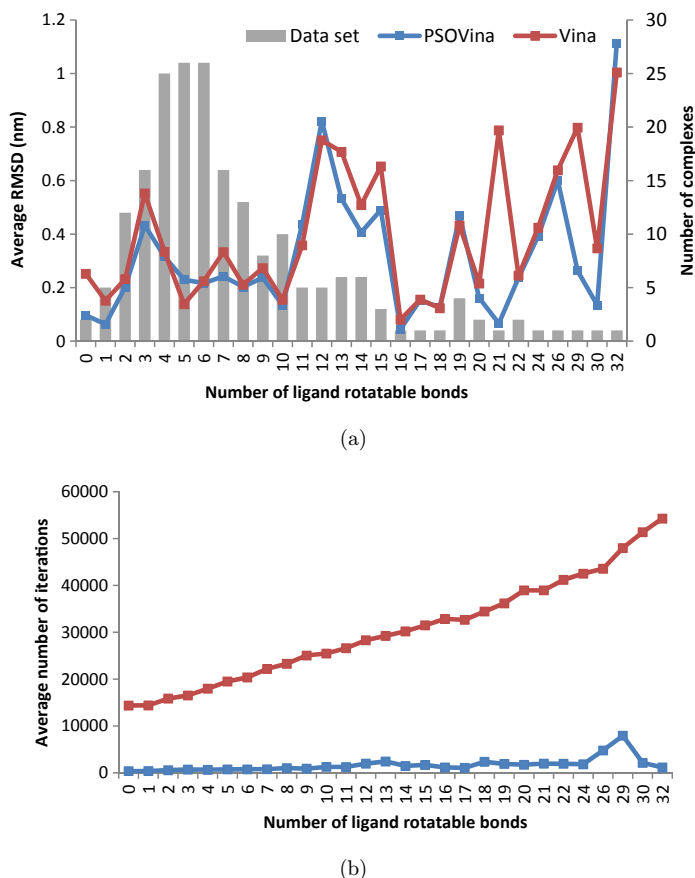 Data set PSOVina Vina
Average RMSD (nm)
1.2
1
0.8
0.6
0.4
0.2
0
30
25
20
15
10
5
0
Number of complexes
0 1 2 3 4 5 6 7 8 9 10 11 12 13 14 15 16 17 18 19 20 21 22 24 26 29 30 32
Number of ligand rotatable bonds
(a)
Average number of iterations
60000
50000
40000
30000
20000
10000
0
0 1 2 3 4 5 6 7 8 9 10 11 12 13 14 15 16 17 18 19 20 21 22 24 26 29 30 32
Number of ligand rotatable bonds
(b)